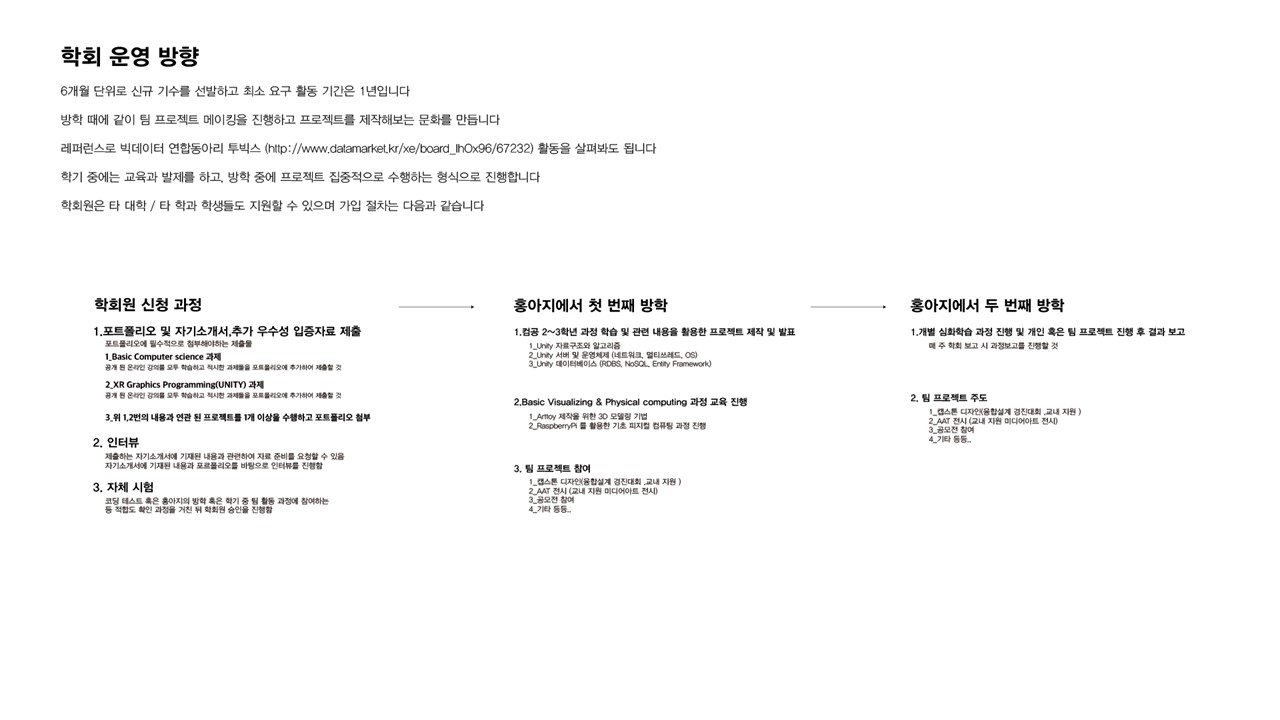 학회 운영 방향
6개월 단위로 신규 기수를 선발하고 최소 요구 활동 기간은 1년입니다
방학 때에 같이 팀 프로젝트 메이킹을 진행하고 프로젝트를 제작해보는 문화를 만듭니다
레퍼런스로 빅데이터 연합동아리 투빅스 (http://www.datamarket.kr/xe/board_IhOx96/67232) 활동을 살펴봐도 됩니다
학기 중에는 교육과 발제를 하고, 방학 중에 프로젝트 집중적으로 수행하는 형식으로 진행합니다
학회원은 타 대학 / 타 학과 학생들도 지원할 수 있으며 가입 절차는 다음과 같습니다
학회원 신청 과정
1.포트폴리오 및 자기소개서,추가 우수성 입증자료 제출
포트폴리오에 필수적으로 첨부해야하는 제출물
1_Basic Computer science 과제
공개 된 온라인 강의를 모두 학습하고 적시한 과제들을 포트폴리오에 추가하여 제출할 것
2_XR Graphics Programming(UNITY) 과제
공개 된 온라인 강의를 모두 학습하고 적시한 과제들을 포트폴리오에 추가하여 제출할 것
3_위 1,2번의 내용과 연관 된 프로젝트를 1개 이상을 수행하고 포트폴리오 첨부
2. 인터뷰
제출하는 자기소개서에 기재된 내용과 관련하여 자료 준비를 요청할 수 있음
자기소개서에 기재된 내용과 포르폴리오를 바탕으로 인터뷰를 진행함
3. 자체 시험
코딩 테스트 혹은 홍아지의 방학 혹은 학기 중 팀 활동 과정에 참여하는
등 적합도 확인 과정을 거친 뒤 학회원 승인을 진행함
홍아지에서 첫 번째 방학
1.컴공 2~3학년 과정 학습 및 관련 내용을 활용한 프로젝트 제작 및 발표
1_Unity 자료구조와 알고리즘
2_Unity 서버 및 운영체제 (네트워크, 멀티쓰레드, OS)
3_Unity 데이터베이스 (RDBS, NoSQL, Entity Framework)
2.Basic Visualizing & Physical computing 과정 교육 진행
1_Arttoy 제작을 위한 3D 모델링 기법
2_RaspberryPi 를 활용한 기초 피지컬 컴퓨팅 과정 진행
3. 팀 프로젝트 참여
1_캡스톤 디자인(융합설계 경진대회 ,교내 지원 )
2_AAT 전시 (교내 지원 미디어아트 전시)
3_공모전 참여
4_기타 등등..
홍아지에서 두 번째 방학
1.개별 심화학습 과정 진행 및 개인 혹은 팀 프로젝트 진행 후 결과 보고
매 주 학회 보고 시 과정보고를 진행할 것
2. 팀 프로젝트 주도
1_캡스톤 디자인(융합설계 경진대회 ,교내 지원 )
2_AAT 전시 (교내 지원 미디어아트 전시)
3_공모전 참여
4_기타 등등..